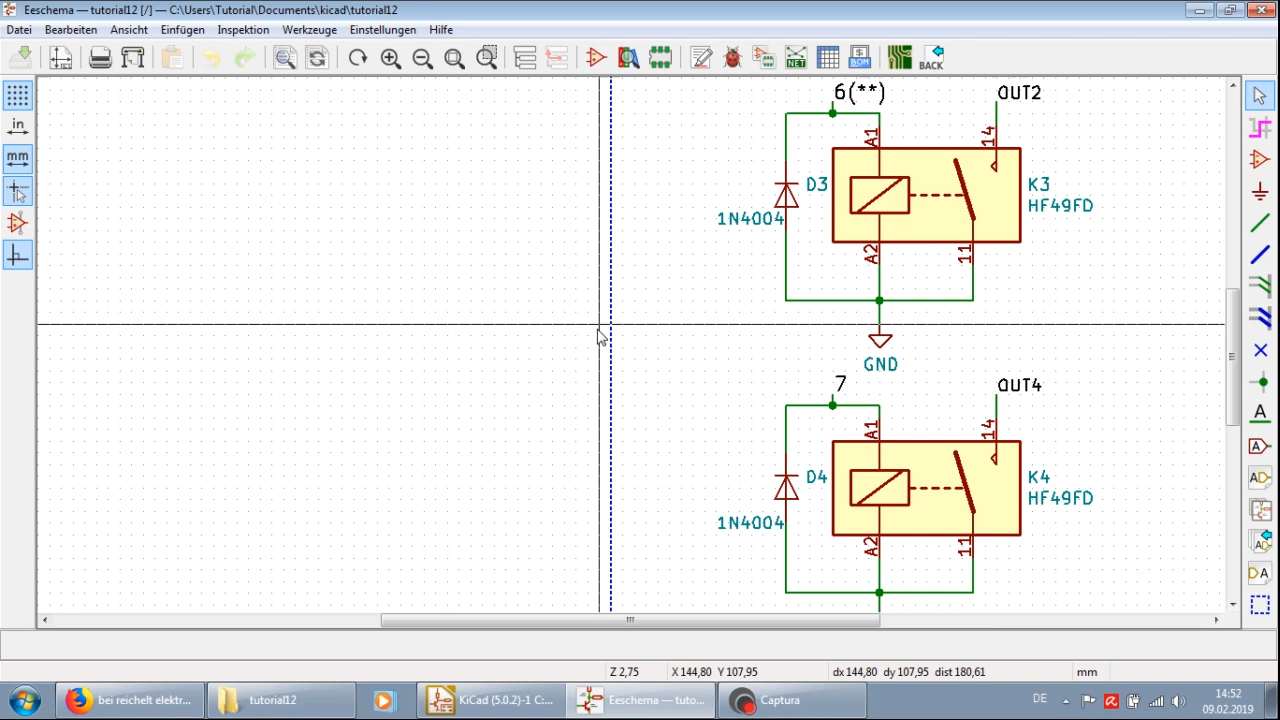 Eeschema — tutorial12 [/] — C:\Users\Tutorial\Documents\kicad\tutorial12
Datei Bearbeiten Ansicht Einfügen Inspektion Werkzeuge Einstellungen Hilfe
NET BOM BACK
in
mm
6(**) OUT2
A1 14
D3 K3
HF49FD
1N4004
A2 11
GND
7 OUT4
A1 14
D4 K4
HF49FD
1N4004
A2 11
A
A
A
A
A
Z 2,75 X 144,80 Y 107,95 dx 144,80 dy 107,95 dist 180,61 mm
bei reichelt elektr... tutorial12 KiCad (5.0.2)-1 C:... Eeschema — tuto... Captura DE 14:52
09.02.2019